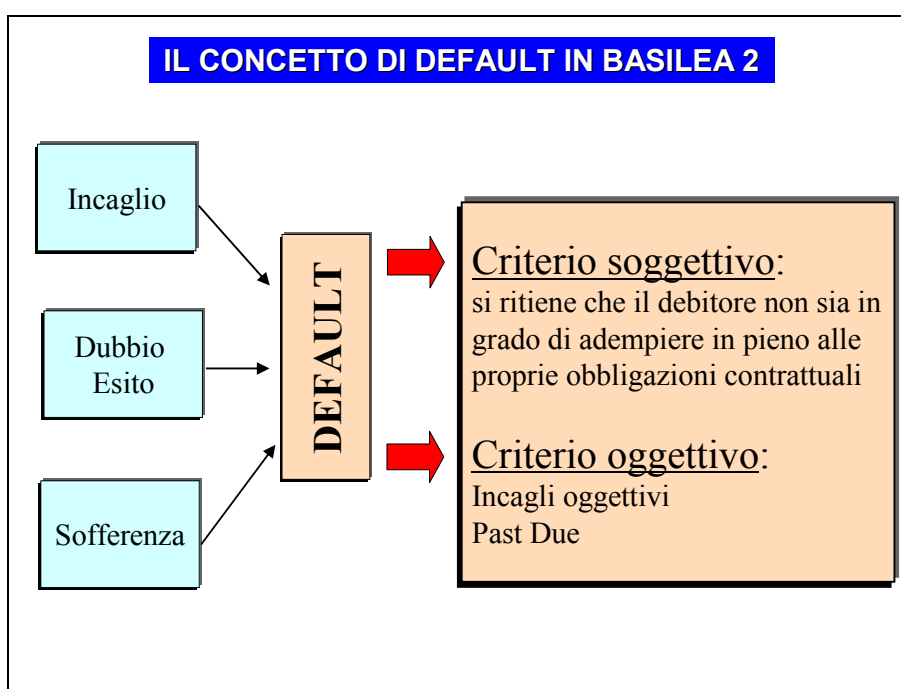 IL CONCETTO DI DEFAULT IN BASILEA 2
Incaglio
Dubbio
Esito
Sofferenza
DEFAULT
Criterio soggettivo:
si ritiene che il debitore non sia in
grado di adempiere in pieno alle
proprie obbligazioni contrattuali
Criterio oggettivo:
Incagli oggettivi
Past Due